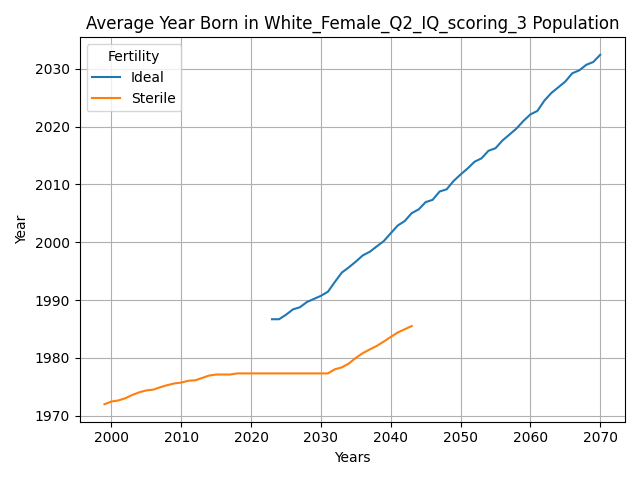 Average Year Born in White_Female_Q2_IQ_scoring_3 Population
Fertility
Ideal
Sterile
2030
2020
2010
2000
1990
1980
1970
Year
2000 2010 2020 2030 2040 2050 2060 2070
Years